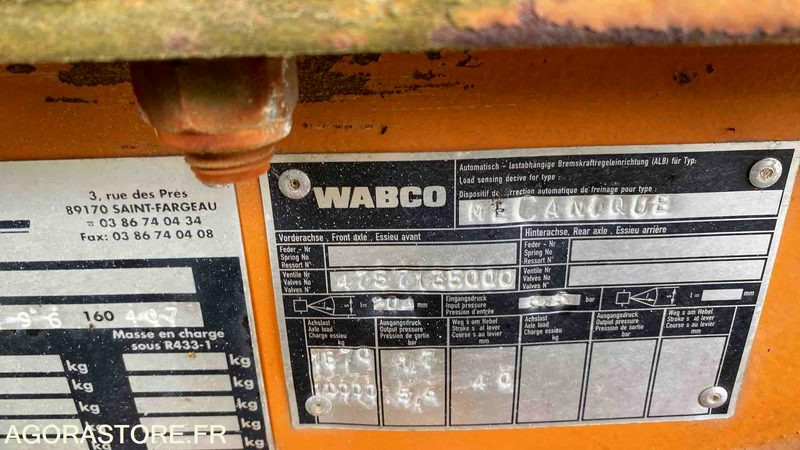 3, rue des Prés
89170 SAINT-FARGEAU
03 86 74 04 34
Fax: 03 86 74 04 08
160
Masse en charge
sous R433-1
kg
kg
kg
kg
kg
kg
kg
WABCO
Automatisch - lastabhängige Bremskraftregeleinrichtung (ALB) für Typ:
Load sensing decive for type:
Dispositif de correction automatique de freinage pour type:
MECANIQUE
Vorderachse . Front axle . Essieu avant
Hinterachse. Rear axle . Essieu arrière
Feder - Nr
Spring No
Ressort N°
Feder - Nr
Spring No
Ressort N°
Ventile Nr
Valves No
Valves N°
4757135000
Ventile Nr
Valves No
Valves N°
l =
mm
Eingangsdruck
Input pressure
Pression d'entrée
bar
l =
mm
Achslast
Axle load
Charge essieu
kg
Ausgangsdruck
Output pressure
Pression de sortie
bar
Weg s am Hebel
Stroke s at lever
Course s au levier
mm
Achslast
Axle load
Charge essieu
kg
Ausgangsdruck
Output pressure
Pression de sortie
bar
Weg s am Hebel
Stroke s at lever
Course s au levier
mm
40
AGORASTORE.FR